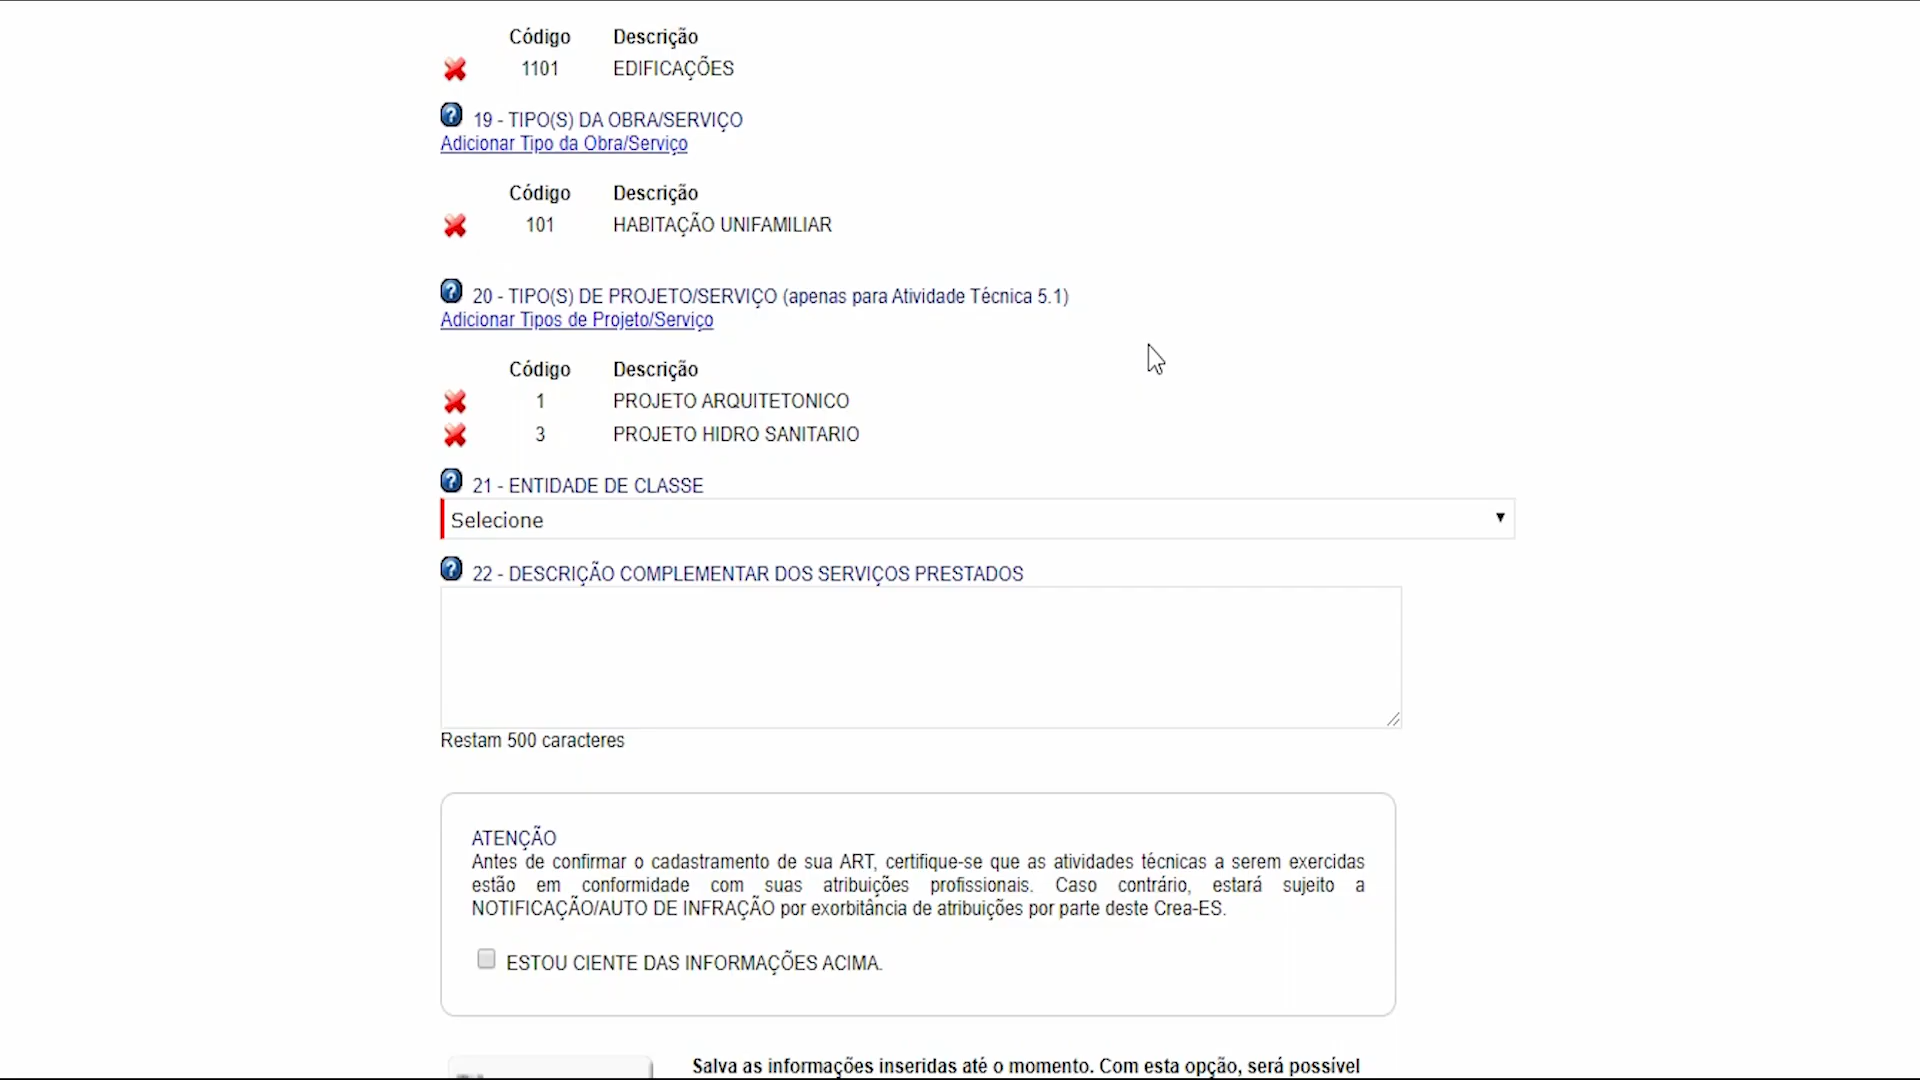 Código Descrição
1101 EDIFICAÇÕES
19 - TIPO(S) DA OBRA/SERVIÇO
Adicionar Tipo da Obra/Serviço
Código Descrição
101 HABITAÇÃO UNIFAMILIAR
20 - TIPO(S) DE PROJETO/SERVIÇO (apenas para Atividade Técnica 5.1)
Adicionar Tipos de Projeto/Serviço
Código Descrição
1 PROJETO ARQUITETONICO
3 PROJETO HIDRO SANITARIO
21 - ENTIDADE DE CLASSE
Selecione
22 - DESCRIÇÃO COMPLEMENTAR DOS SERVIÇOS PRESTADOS
Restam 500 caracteres
ATENÇÃO
Antes de confirmar o cadastramento de sua ART, certifique-se que as atividades técnicas a serem exercidas
estão em conformidade com suas atribuições profissionais. Caso contrário, estará sujeito a
NOTIFICAÇÃO/AUTO DE INFRAÇÃO por exorbitância de atribuições por parte deste Crea-ES.
ESTOU CIENTE DAS INFORMAÇÕES ACIMA.
Salva as informações inseridas até o momento. Com esta opção, será possível